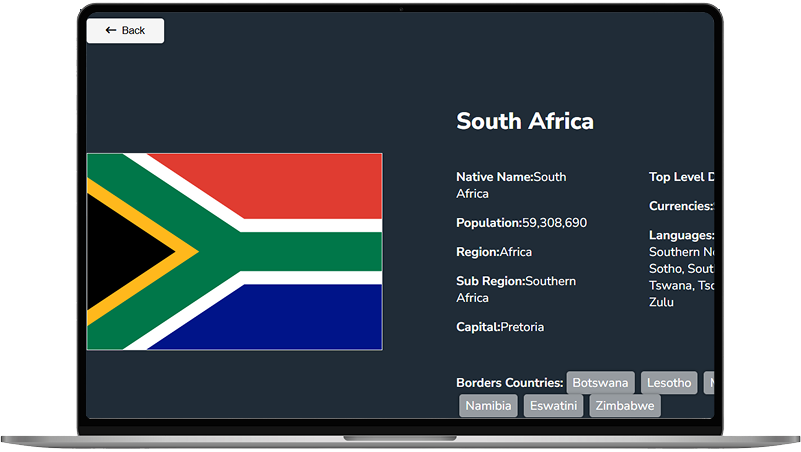 ← Back
South Africa
Native Name:South
Africa
Population:59,308,690
Region:Africa
Sub Region:Southern
Africa
Capital:Pretoria
Top Level D
Currencies:
Languages:
Southern N
Sotho, Sout
Tswana, Tso
Zulu
Borders Countries: Botswana Lesotho
Namibia Eswatini Zimbabwe